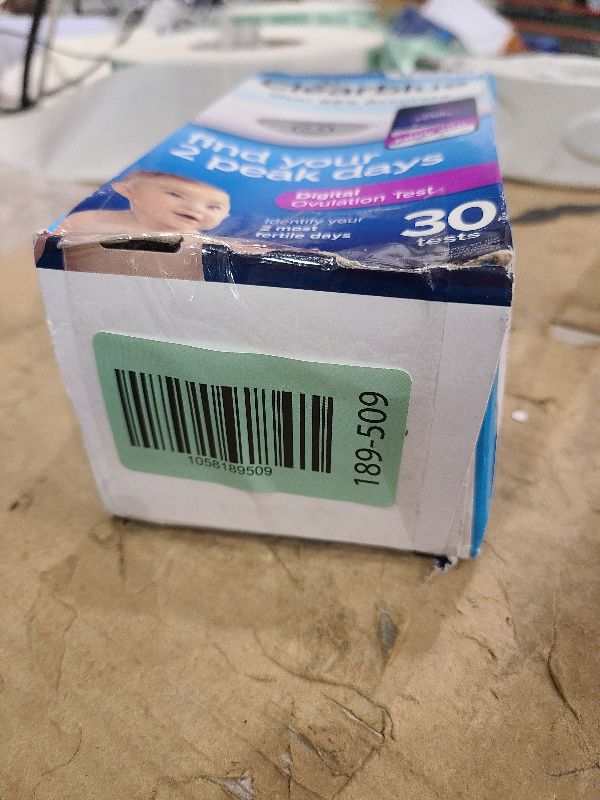 Clearblue
find your
2 peak days
Digital
Ovulation Test
Identify your
2 most
fertile days
30
tests
1058189509
189-509